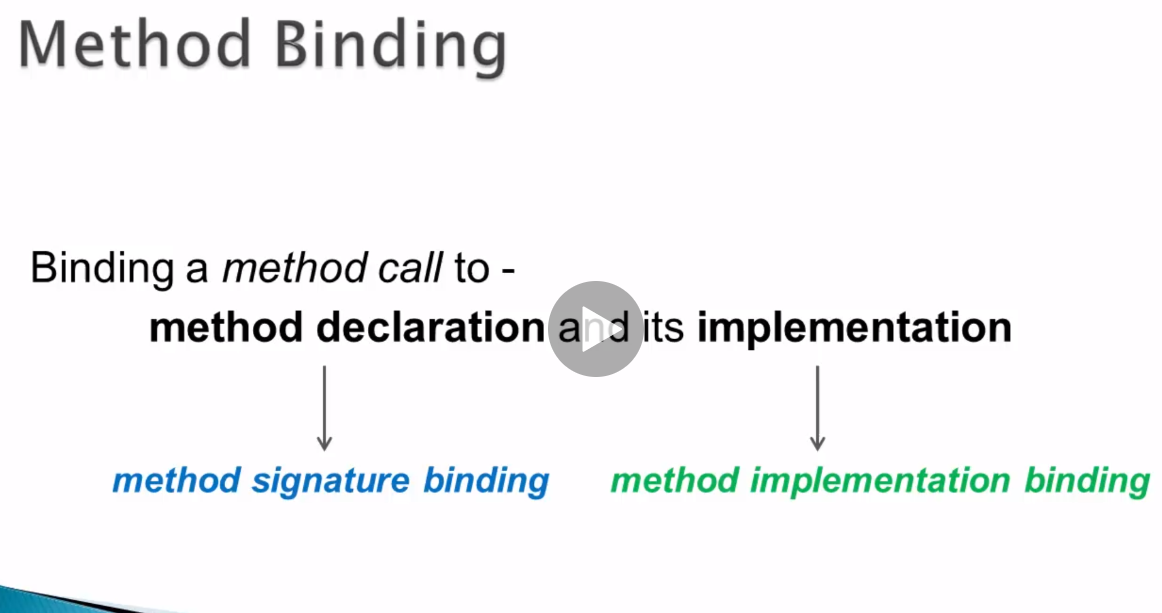 Method Binding
Binding a method call to -
method declaration and its implementation
method signature binding
method implementation binding